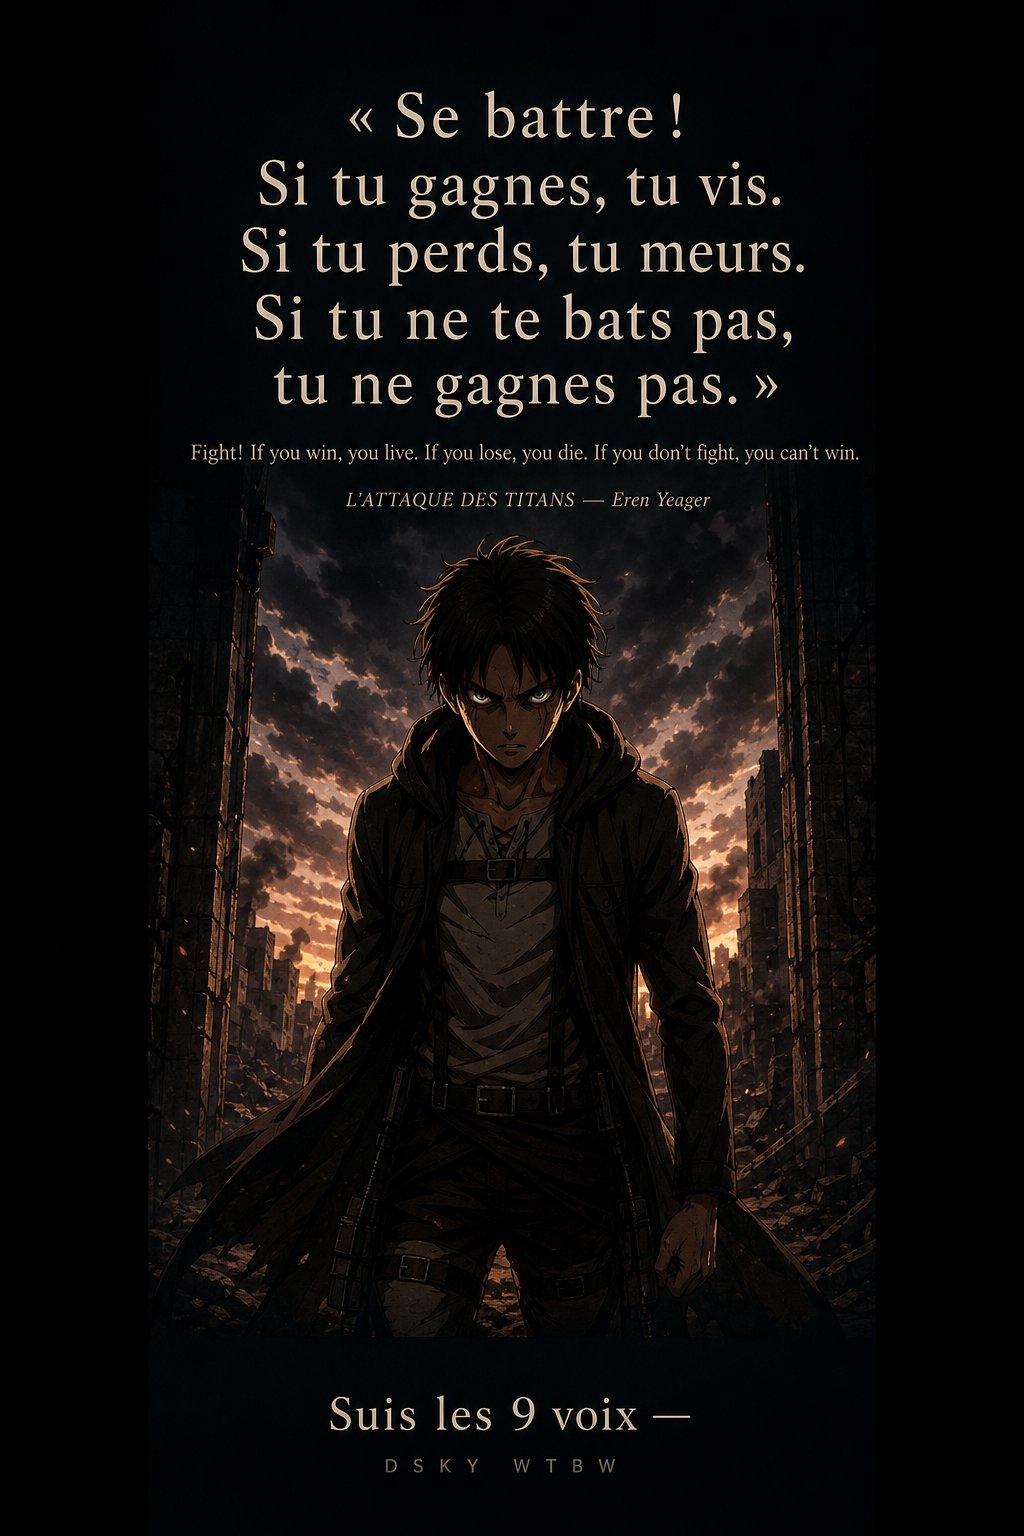 « Se battre !
Si tu gagnes, tu vis.
Si tu perds, tu meurs.
Si tu ne te bats pas,
tu ne gagnes pas. »
Fight! If you win, you live. If you lose, you die. If you don’t fight, you can’t win.
L’ATTAQUE DES TITANS — Eren Yeager
Suis les 9 voix —
DSKY WTBW